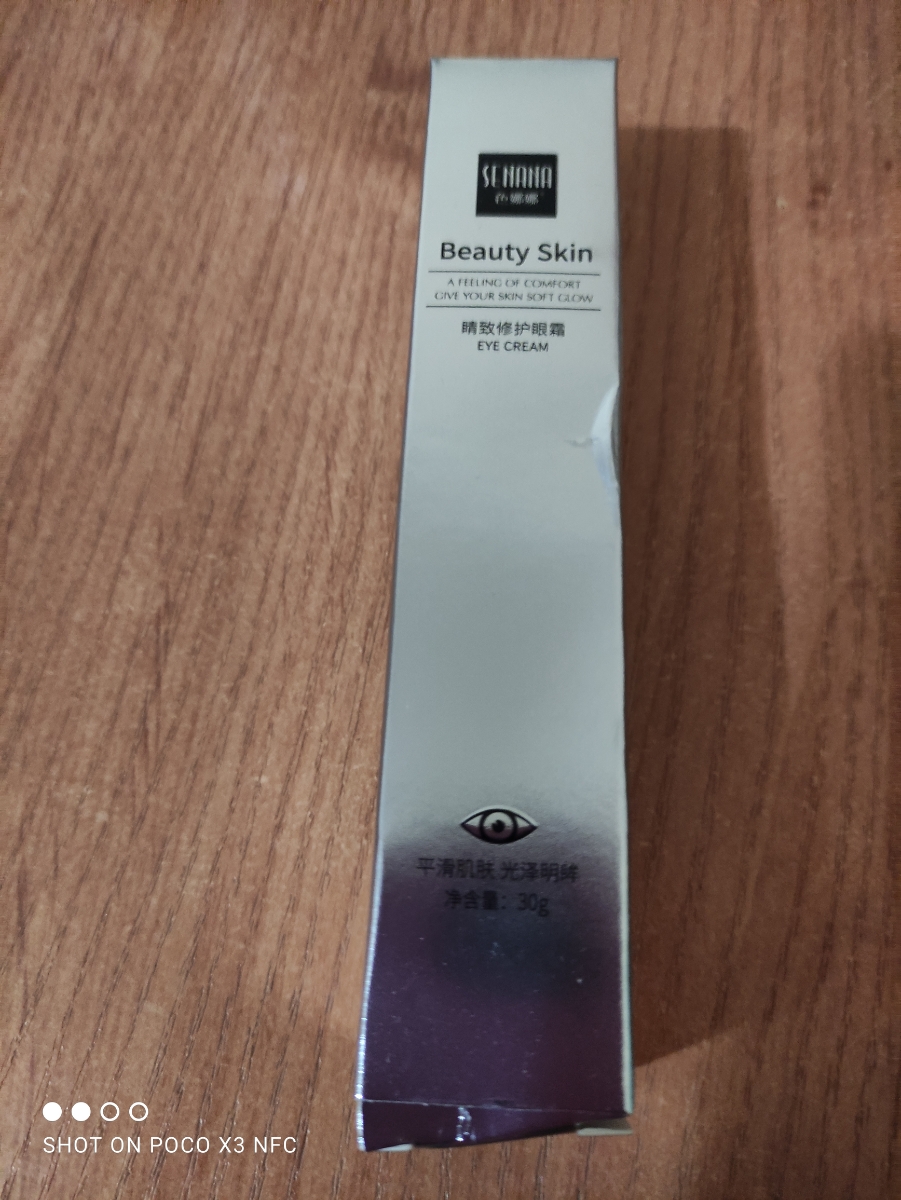 SENANA
色娜娜
Beauty Skin
A FEELING OF COMFORT
GIVE YOUR SKIN SOFT GLOW
睛致修护眼霜
EYE CREAM
平滑肌肤 光泽明眸
净含量：30g
SHOT ON POCO X3 NFC